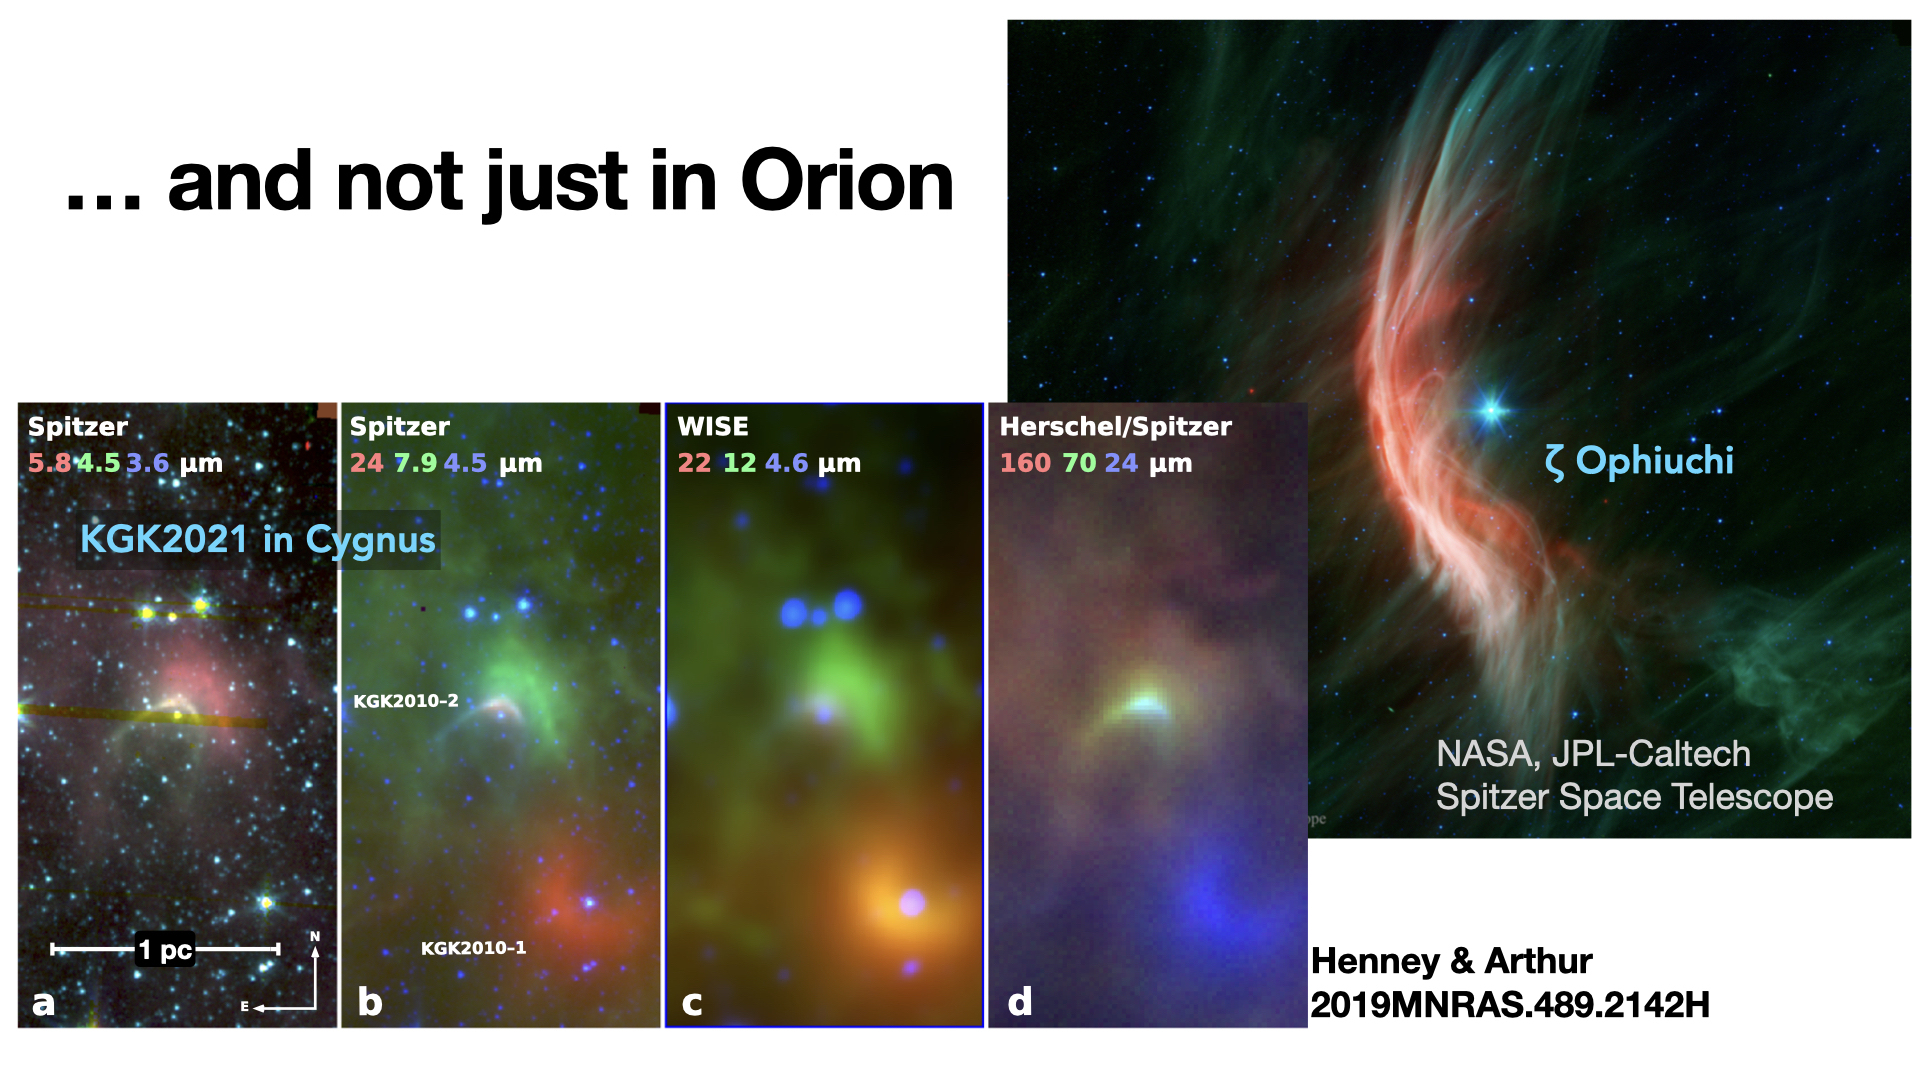 … and not just in Orion
ζ Ophiuchi
NASA, JPL-Caltech
Spitzer Space Telescope
Spitzer
5.8 4.5 3.6 μm
KGK2021 in Cygnus
1 pc
N
E
a
Spitzer
24 7.9 4.5 μm
KGK2010–2
KGK2010–1
b
WISE
22 12 4.6 μm
c
Herschel/Spitzer
160 70 24 μm
d
Henney & Arthur
2019MNRAS.489.2142H